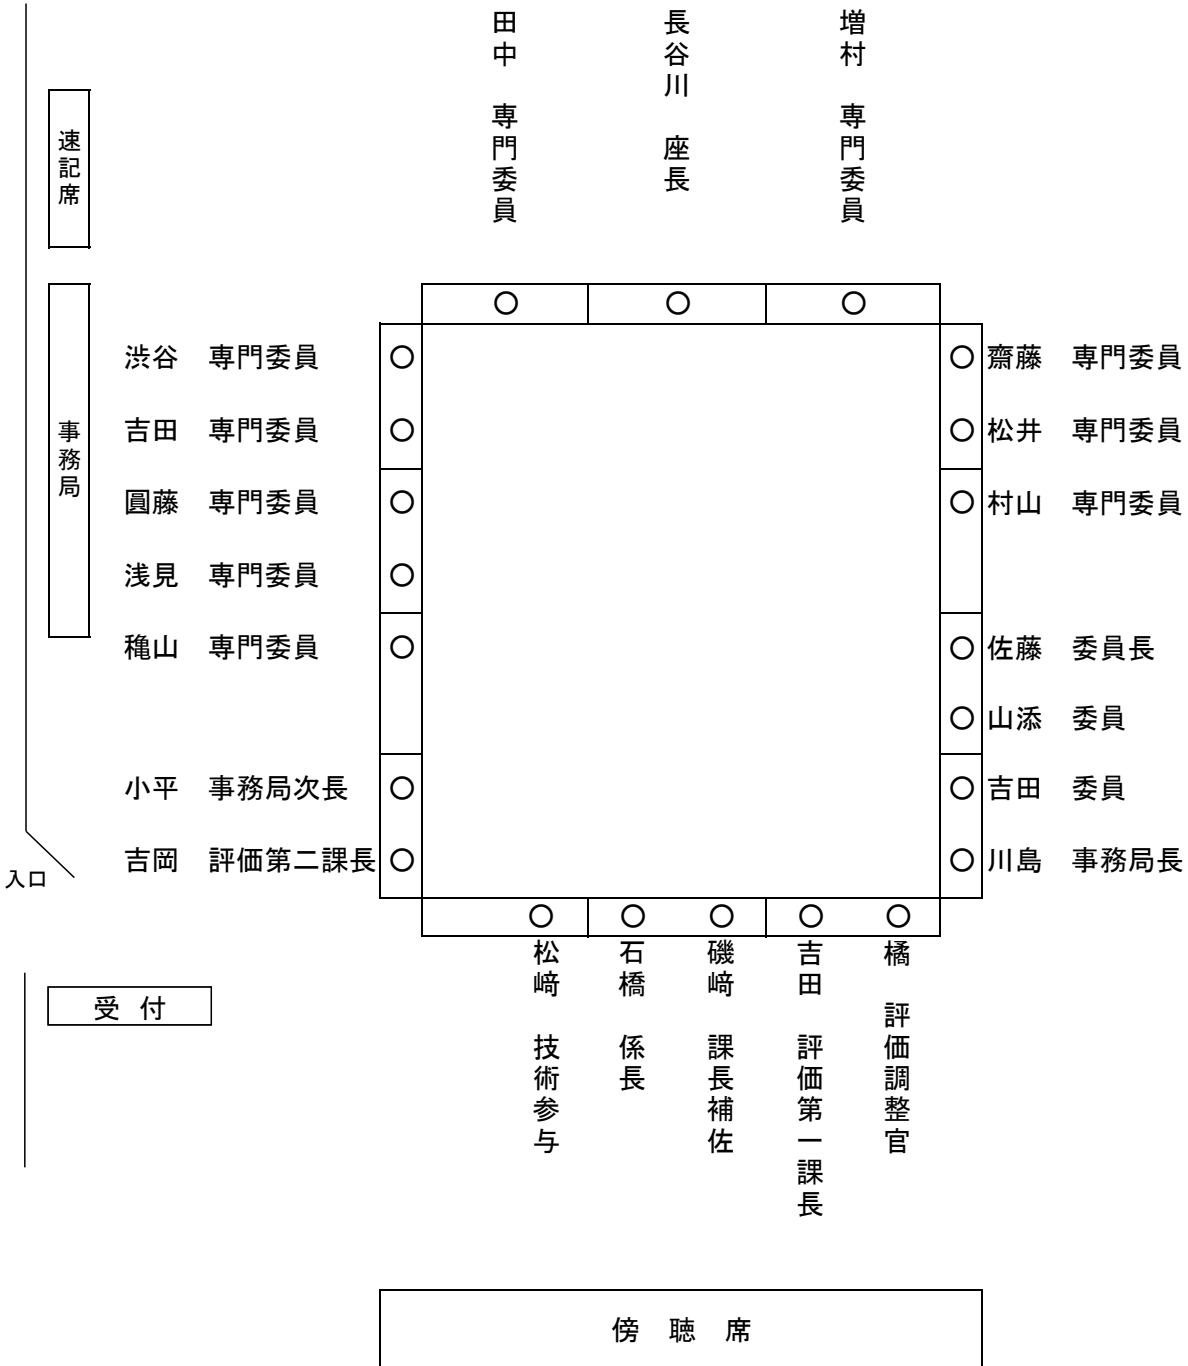 田中　専門委員
長谷川　座長
増村　専門委員
速記席
事務局
渋谷　専門委員
吉田　専門委員
圓藤　専門委員
浅見　専門委員
穐山　専門委員
小平　事務局次長
吉岡　評価第二課長
齋藤　専門委員
松井　専門委員
村山　専門委員
佐藤　委員長
山添　委員
吉田　委員
川島　事務局長
入口
受　付
松﨑　技術参与
石橋　係長
磯﨑　課長補佐
吉田　評価第一課長
橘　評価調整官
傍　聴　席